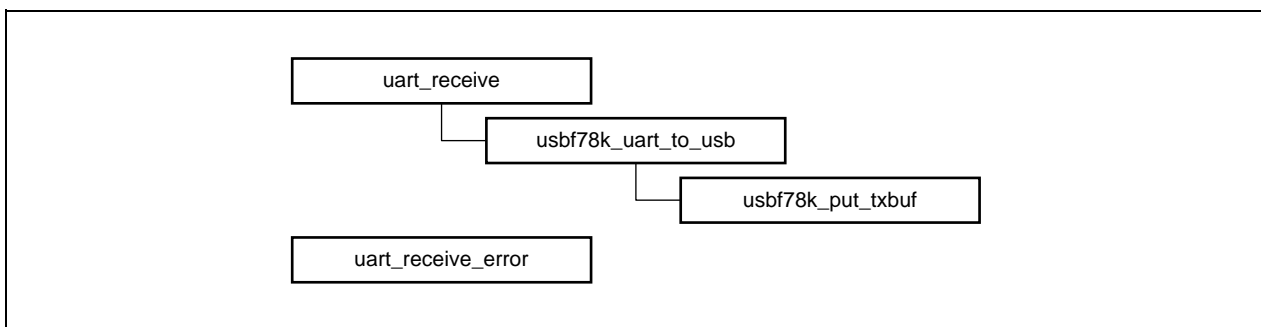 uart_receive
usbf78k_uart_to_usb
usbf78k_put_txbuf
uart_receive_error